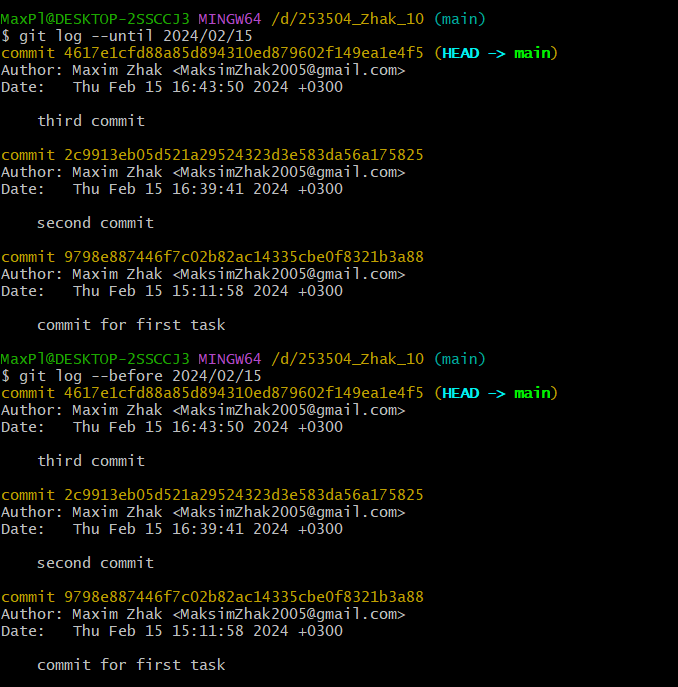 MaxPl@DESKTOP-2SSCCJ3 MINGW64 /d/253504_Zhak_10 (main)
$ git log --until 2024/02/15
commit 4617e1cfd88a85d894310ed879602f149ea1e4f5 (HEAD -> main)
Author: Maxim Zhak <MaksimZhak2005@gmail.com>
Date:   Thu Feb 15 16:43:50 2024 +0300
    third commit
commit 2c9913eb05d521a29524323d3e583da56a175825
Author: Maxim Zhak <MaksimZhak2005@gmail.com>
Date:   Thu Feb 15 16:39:41 2024 +0300
    second commit
commit 9798e887446f7c02b82ac14335cbe0f8321b3a88
Author: Maxim Zhak <MaksimZhak2005@gmail.com>
Date:   Thu Feb 15 15:11:58 2024 +0300
    commit for first task
MaxPl@DESKTOP-2SSCCJ3 MINGW64 /d/253504_Zhak_10 (main)
$ git log --before 2024/02/15
commit 4617e1cfd88a85d894310ed879602f149ea1e4f5 (HEAD -> main)
Author: Maxim Zhak <MaksimZhak2005@gmail.com>
Date:   Thu Feb 15 16:43:50 2024 +0300
    third commit
commit 2c9913eb05d521a29524323d3e583da56a175825
Author: Maxim Zhak <MaksimZhak2005@gmail.com>
Date:   Thu Feb 15 16:39:41 2024 +0300
    second commit
commit 9798e887446f7c02b82ac14335cbe0f8321b3a88
Author: Maxim Zhak <MaksimZhak2005@gmail.com>
Date:   Thu Feb 15 15:11:58 2024 +0300
    commit for first task